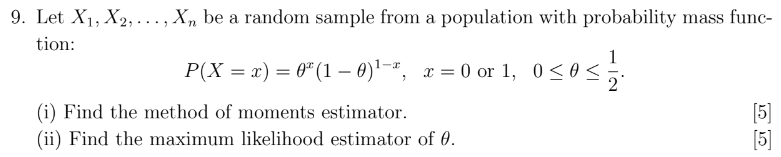 9. Let X₁, X₂, . . . , Xₙ be a random sample from a population with probability mass func-
tion:
P(X = x) = θˣ(1 − θ)¹⁻ˣ, x = 0 or 1, 0 ≤ θ ≤ 1/2.
(i) Find the method of moments estimator. [5]
(ii) Find the maximum likelihood estimator of θ. [5]